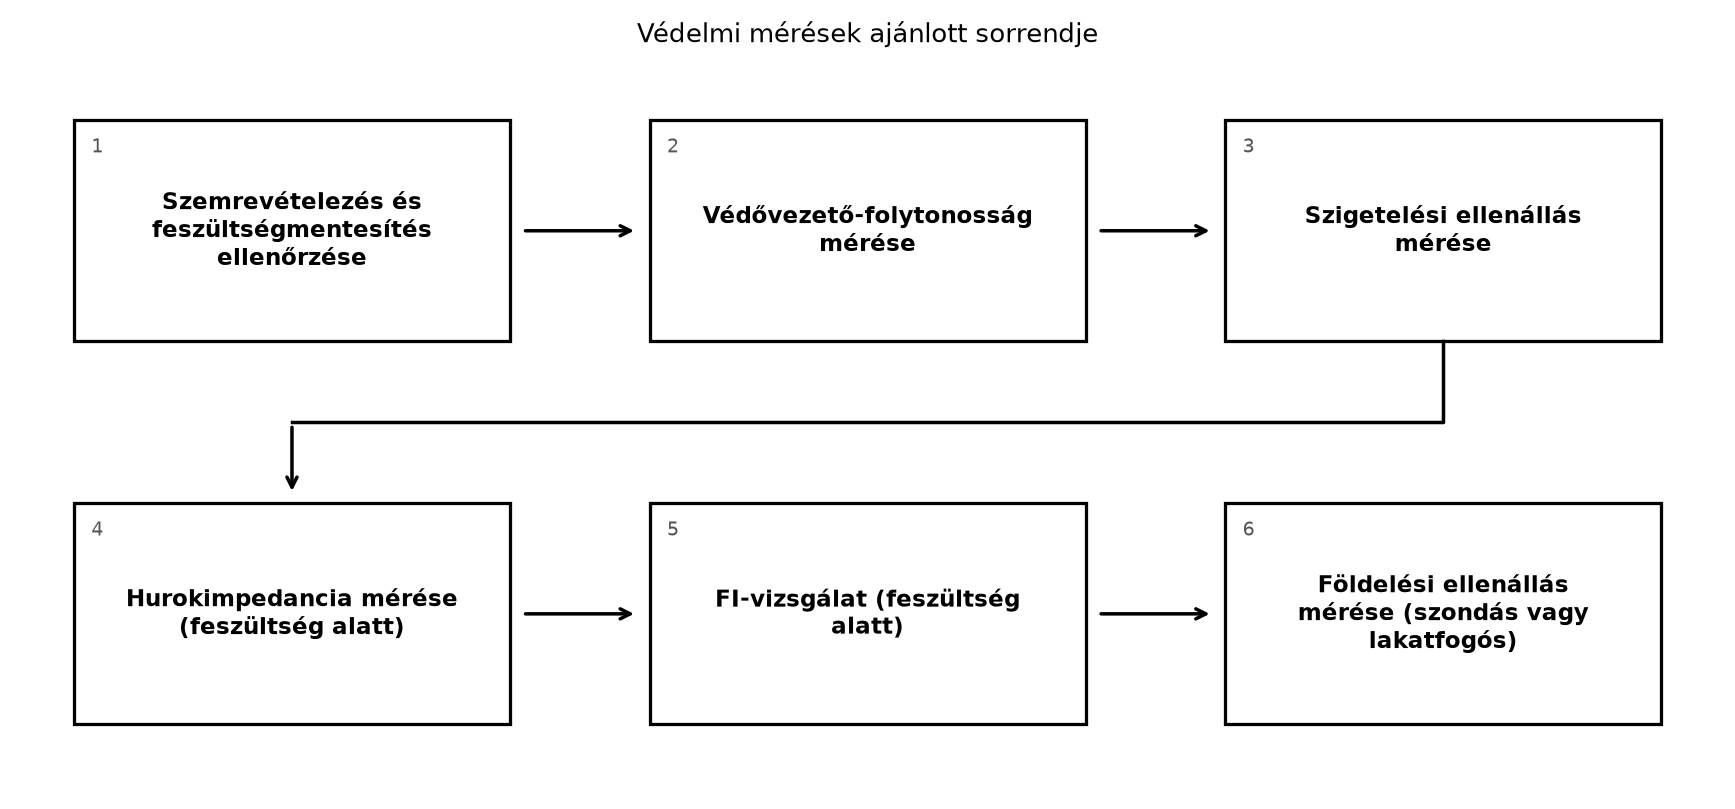 Védelmi mérések ajánlott sorrendje
1
Szemrevételezés és
feszültségmentesítés
ellenőrzése
2
Védővezető-folytonosság
mérése
3
Szigetelési ellenállás
mérése
4
Hurokimpedancia mérése
(feszültség alatt)
5
FI-vizsgálat (feszültség
alatt)
6
Földelési ellenállás
mérése (szondás vagy
lakatfogós)